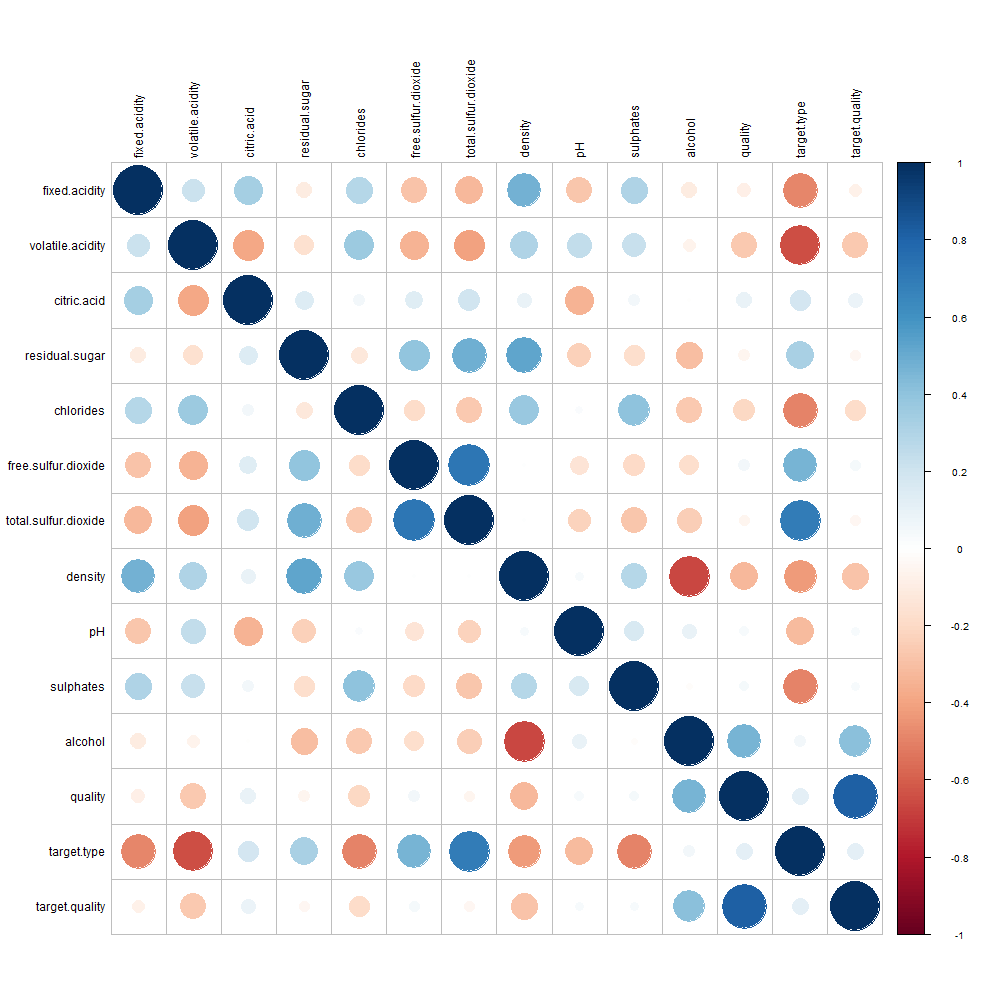 fixed.acidity
volatile.acidity
citric.acid
residual.sugar
chlorides
free.sulfur.dioxide
total.sulfur.dioxide
density
pH
sulphates
alcohol
quality
target.type
target.quality
fixed.acidity
volatile.acidity
citric.acid
residual.sugar
chlorides
free.sulfur.dioxide
total.sulfur.dioxide
density
pH
sulphates
alcohol
quality
target.type
target.quality
1
0.8
0.6
0.4
0.2
0
-0.2
-0.4
-0.6
-0.8
-1